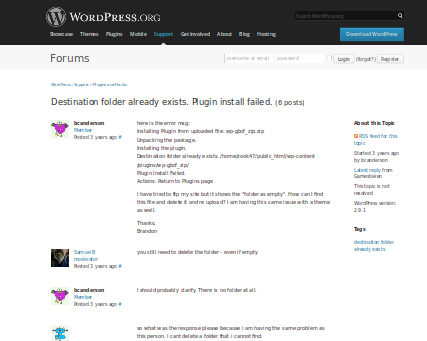 WORDPRESS.ORG
Search WordPress.org
Showcase Themes Plugins Mobile Support Get Involved About Blog Hosting
Download WordPress
Forums
username or email password Login (forgot?) Register
WordPress › Support » Plugins and Hacks
Destination folder already exists. Plugin install failed. (6 posts)
bcanderson
Member
Posted 3 years ago #
here is the error msg:
Installing Plugin from uploaded file: wp-gbcf_zip.zip
Unpacking the package.
Installing the plugin.
Destination folder already exists. /home/zook47/public_html/wp-content
/plugins/wp-gbcf_zip/
Plugin Install Failed.
Actions: Return to Plugins page
I have tried to ftp my site but it shows the "folder as empty". How can I find
this file and delete it and re upload? I am having this same issue with a theme
as well.
Thanks,
Brandon
Samuel B
moderator
Posted 3 years ago #
you still need to delete the folder - even if empty
bcanderson
Member
Posted 3 years ago #
I should probably clarify. There is no folder at all.
so what was the response please because i am having the same problem as
this person. i cant delete a folder that I cannot find.
About this Topic
RSS feed for this
topic
Started 3 years ago by
bcanderson
Latest reply from
Gamestaken
This topic is not
resolved
WordPress version:
2.9.1
Tags
destination folder
already exists